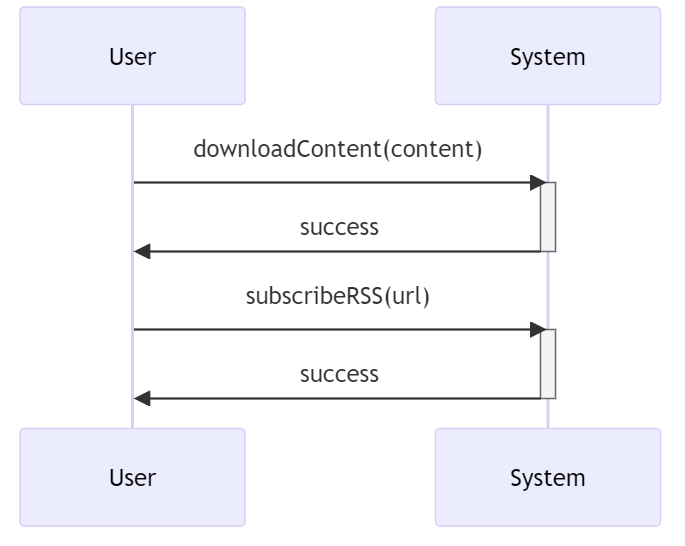 User
System
downloadContent(content)
success
subscribeRSS(url)
success
User
System